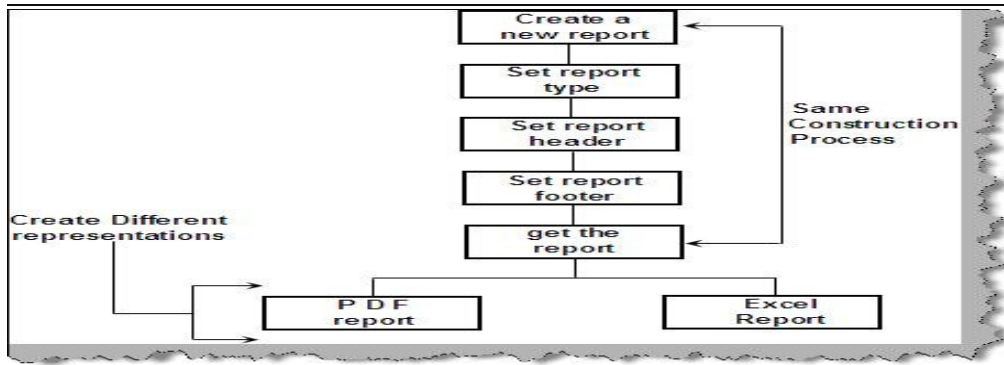 Create a
new report
Set report
type
Set report
header
Set report
footer
get the
report
Same
Construction
Process
Create Different
representations
PDF
report
Excel
Report